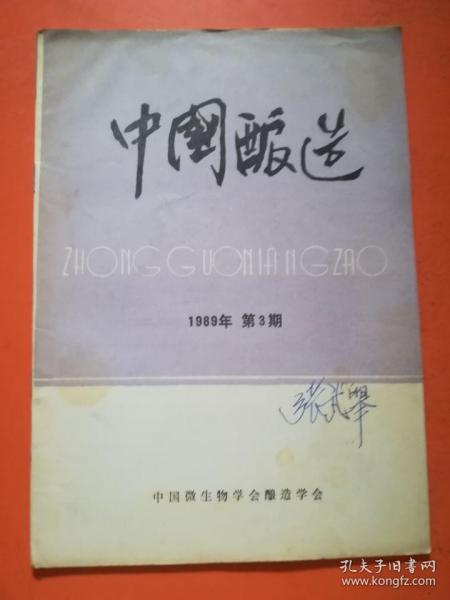 中國酿造
ZHONGGUONIANGZAO
1989年 第3期
中国微生物学会酿造学会
孔夫子旧书网
www.kongfz.com